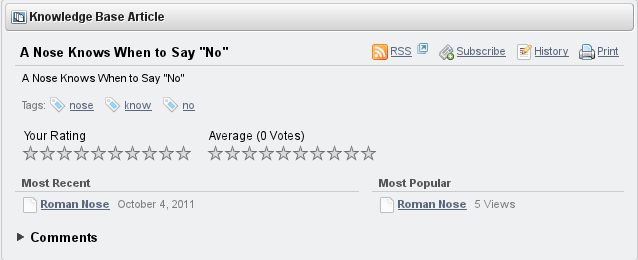 Knowledge Base Article
A Nose Knows When to Say "No"
RSS Subscribe History Print
A Nose Knows When to Say "No"
Tags: nose know no
Your Rating Average (0 Votes)
Most Recent Most Popular
Roman Nose October 4, 2011 Roman Nose 5 Views
Comments